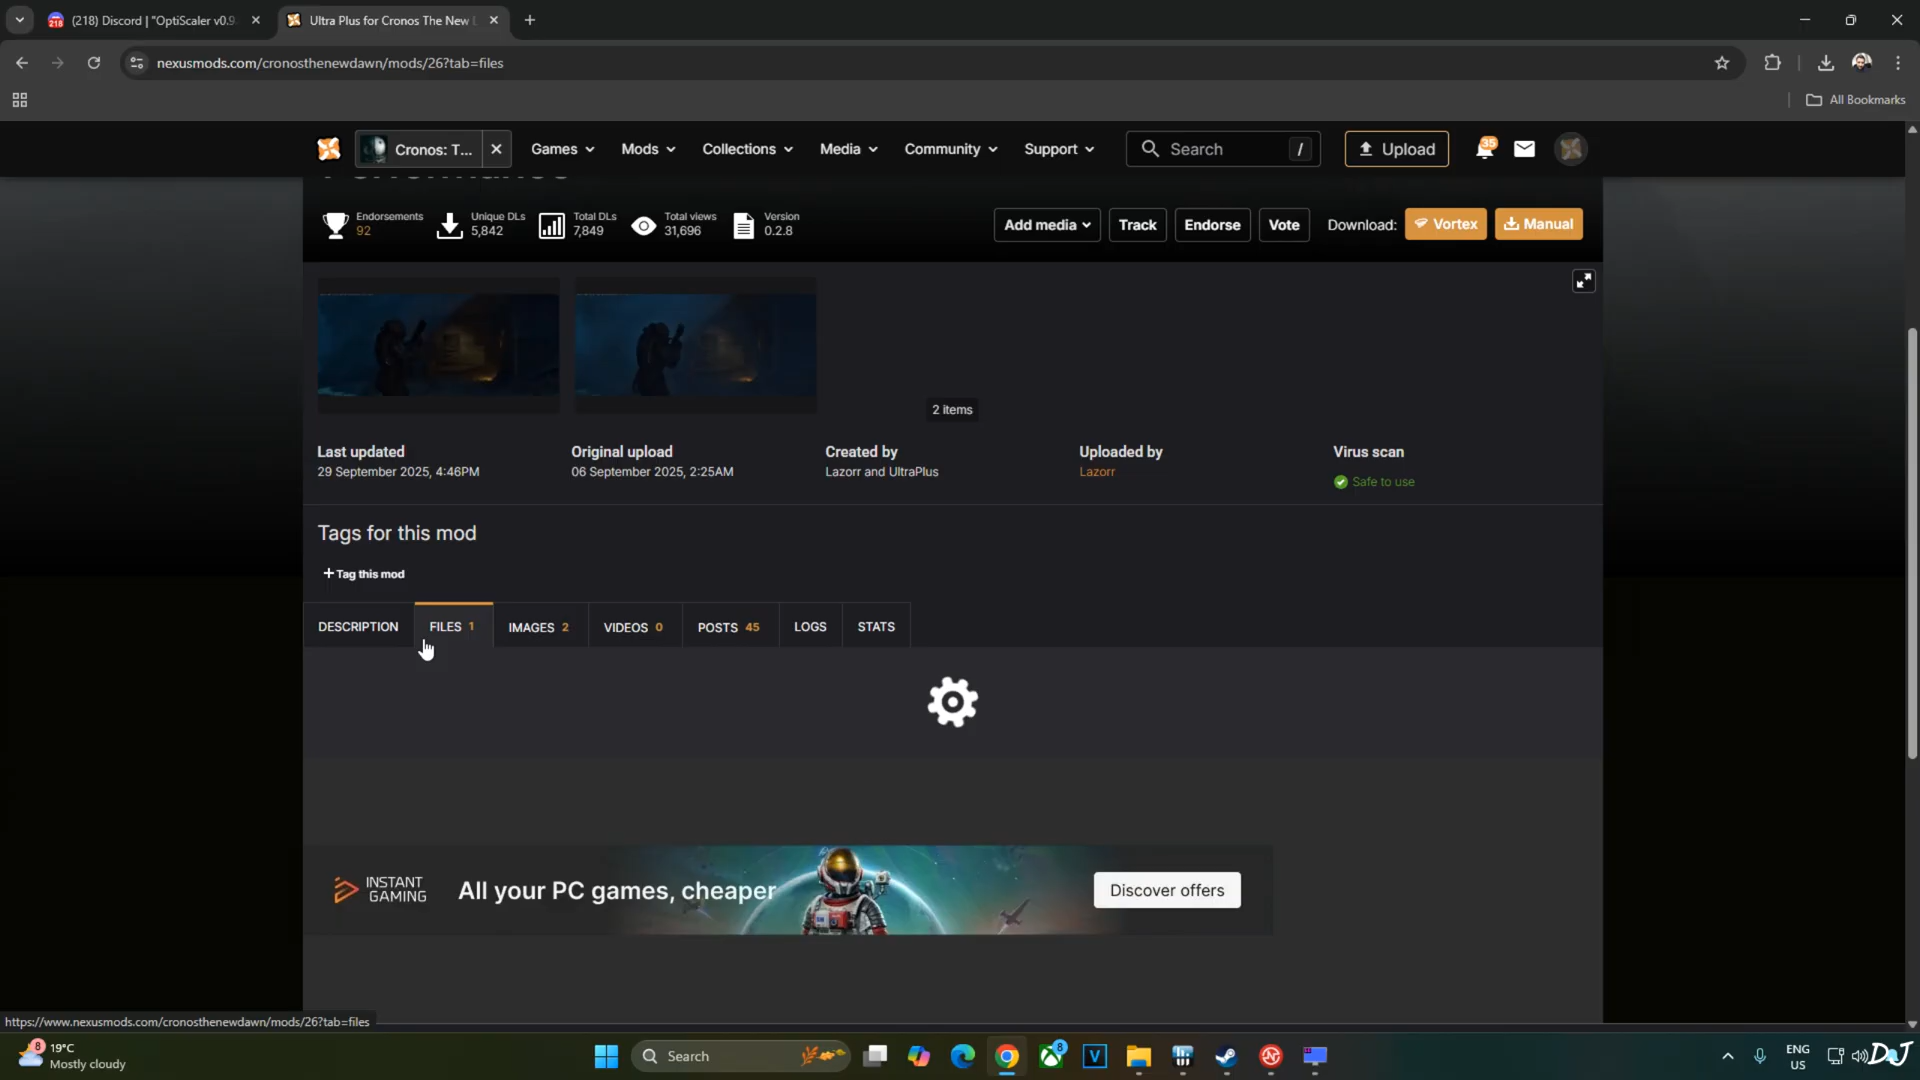 (218) Discord | "OptiScaler v0.9
Ultra Plus for Cronos The New
nexusmods.com/cronosthenewdawn/mods/26?tab=files
All Bookmarks
Cronos: T...
Games
Mods
Collections
Media
Community
Support
Search
/
Upload
35
Endorsements
92
Unique DLs
5,842
Total DLs
7,849
Total views
31,696
Version
0.2.8
Add media
Track
Endorse
Vote
Download:
Vortex
Manual
2 items
Last updated
29 September 2025, 4:46PM
Original upload
06 September 2025, 2:25AM
Created by
Lazorr and UltraPlus
Uploaded by
Lazorr
Virus scan
Safe to use
Tags for this mod
+ Tag this mod
DESCRIPTION
FILES 1
IMAGES 2
VIDEOS 0
POSTS 45
LOGS
STATS
INSTANT
GAMING
All your PC games, cheaper
Discover offers
https://www.nexusmods.com/cronosthenewdawn/mods/26?tab=files
8
19°C
Mostly cloudy
Search
8
V
ENG
US
DJ